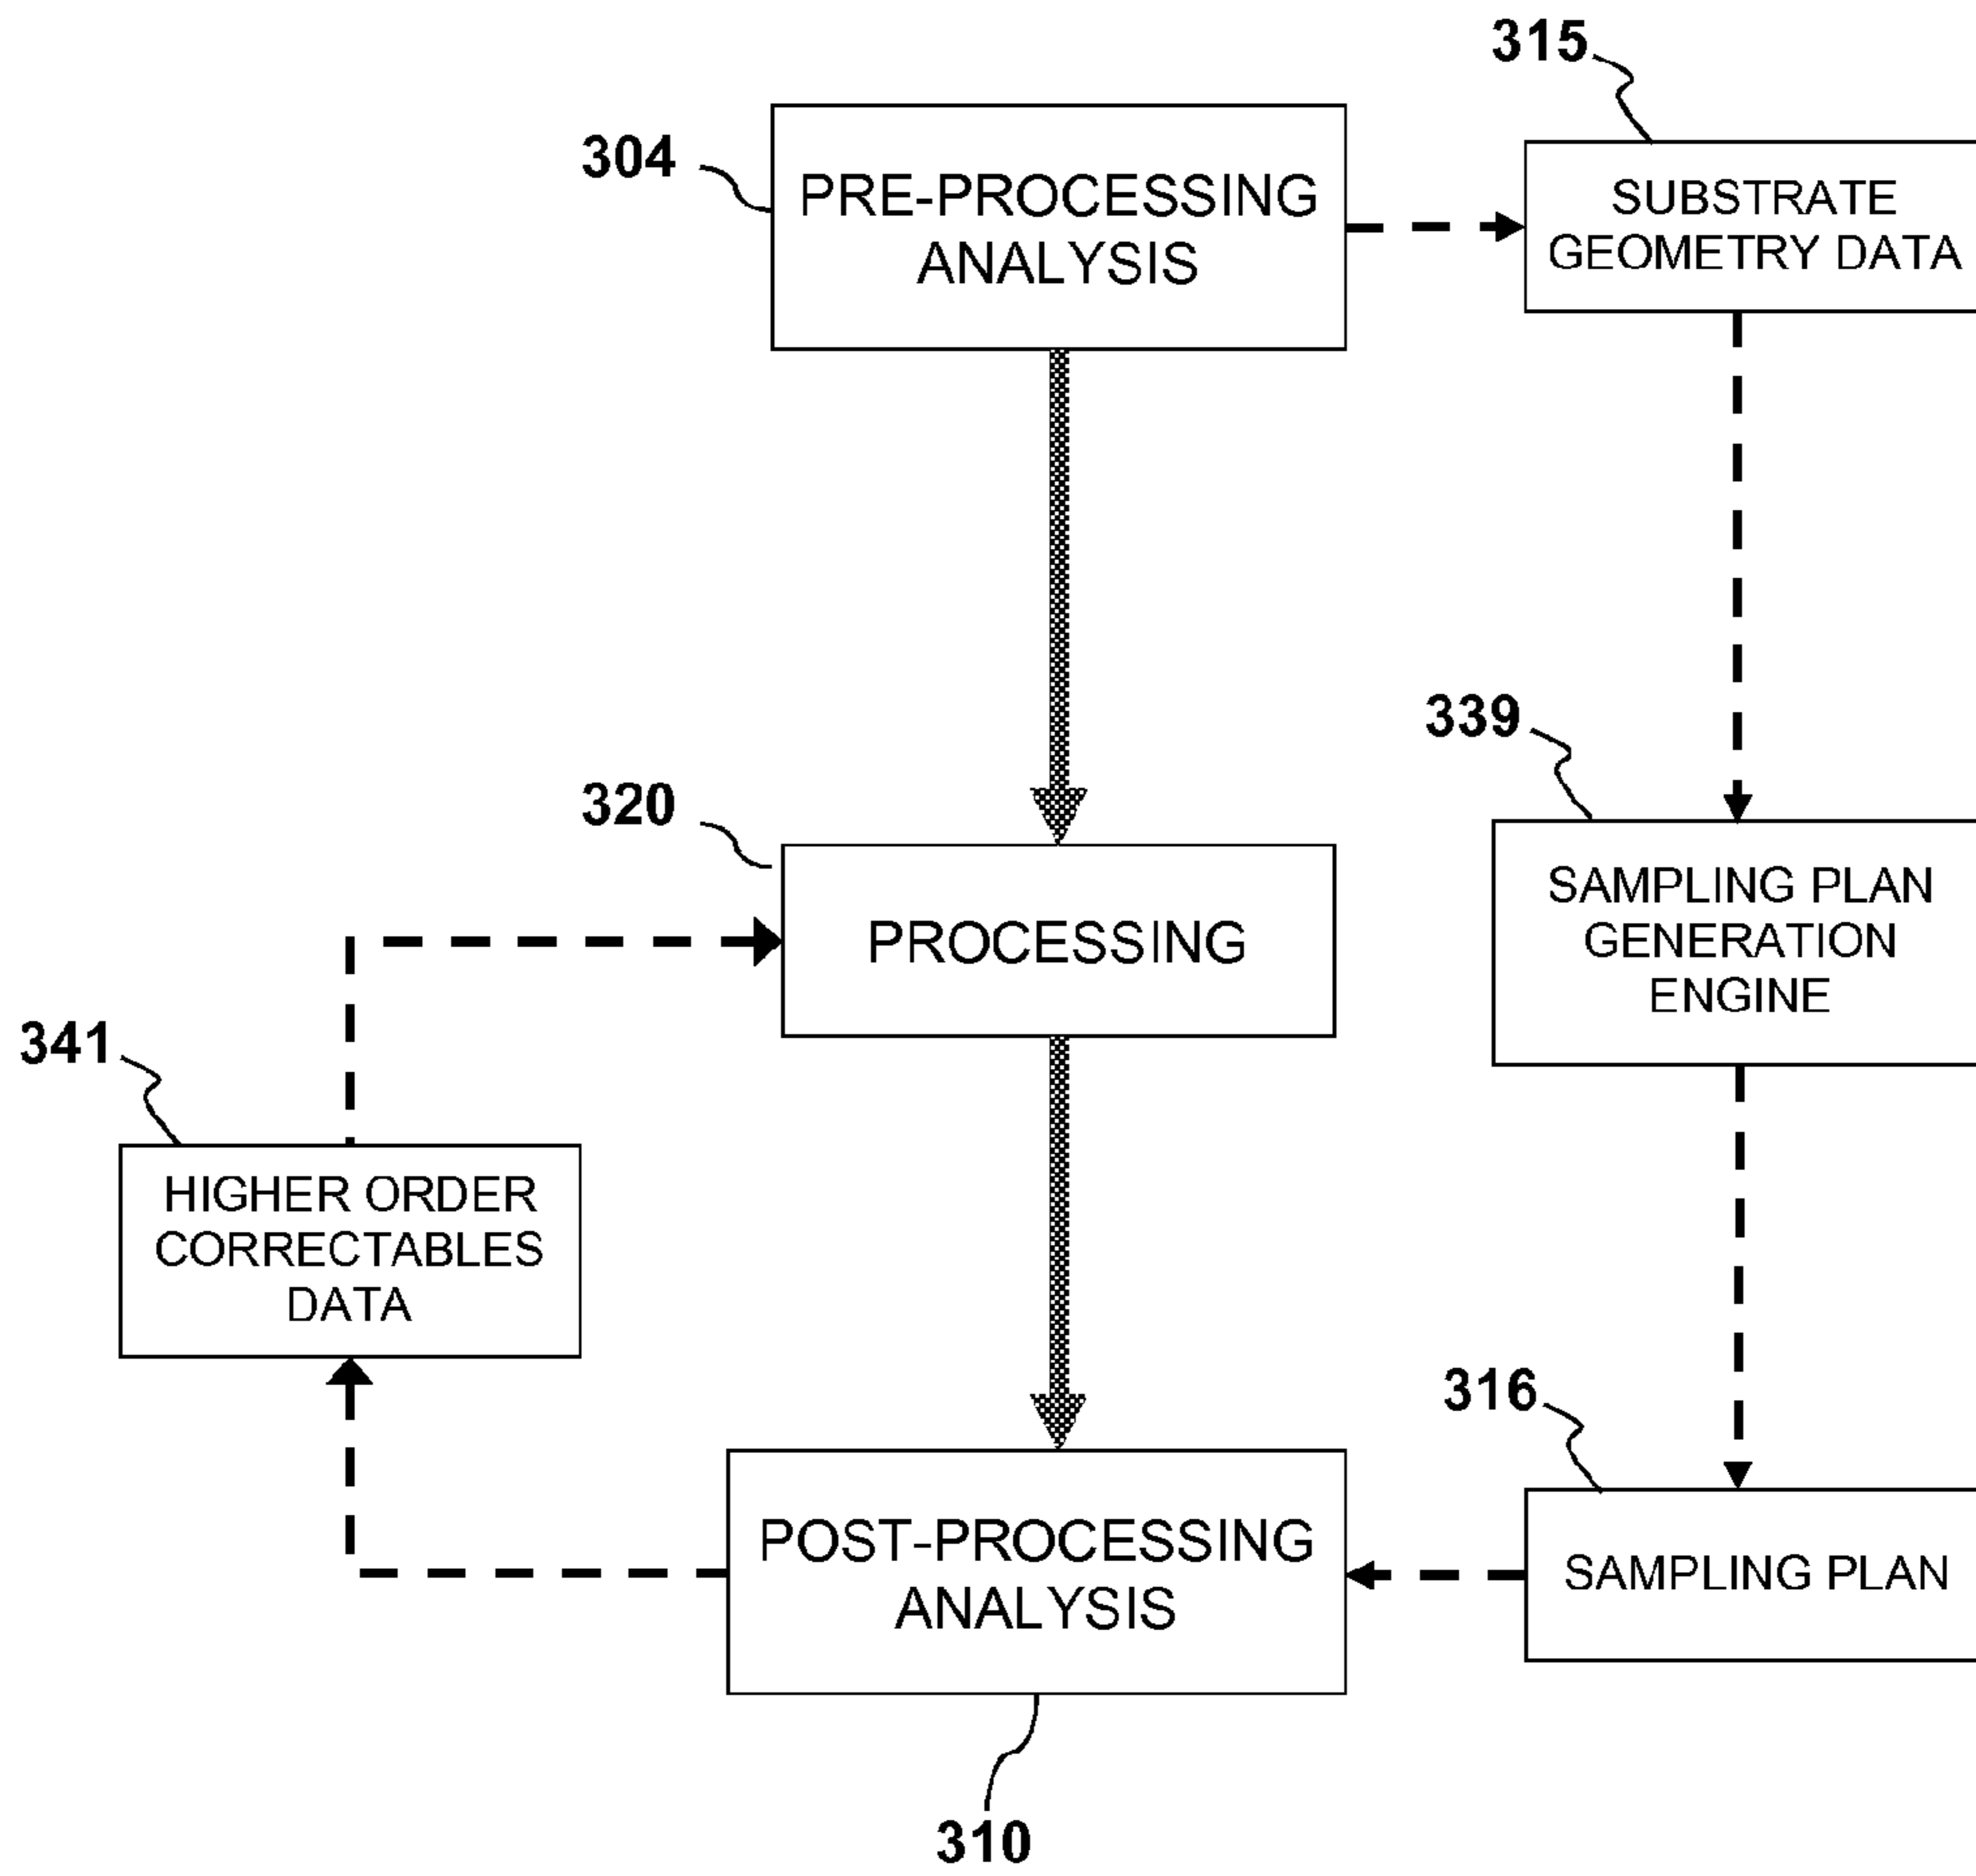 315
304
PRE-PROCESSING
ANALYSIS
SUBSTRATE
GEOMETRY DATA
339
320
SAMPLING PLAN
GENERATION
ENGINE
PROCESSING
341
HIGHER ORDER
CORRECTABLES
DATA
316
POST-PROCESSING
ANALYSIS
SAMPLING PLAN
310